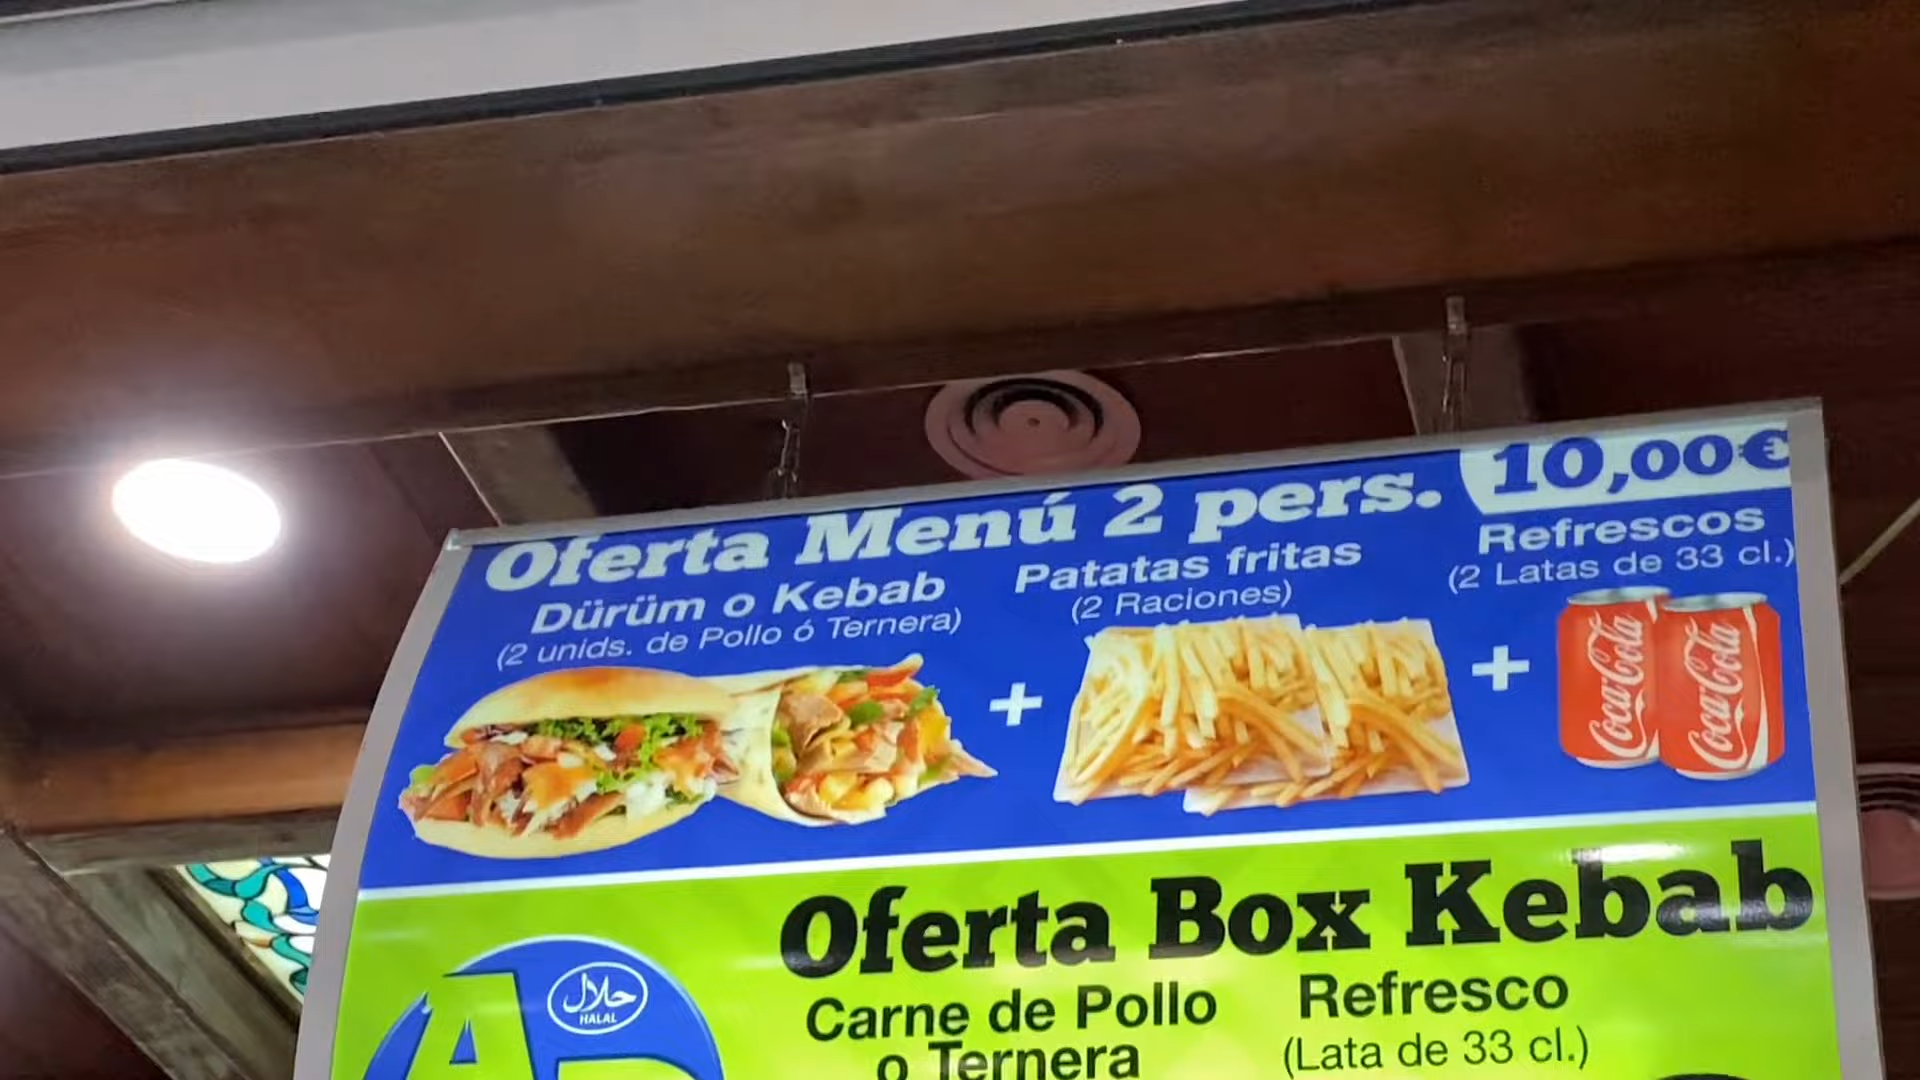 Oferta Menú 2 pers.
10,00€
Dürüm o Kebab
(2 unids. de Pollo ó Ternera)
+
Patatas fritas
(2 Raciones)
+
Refrescos
(2 Latas de 33 cl.)
Coca-Cola
Coca-Cola
Oferta Box Kebab
حلال
HALAL
Carne de Pollo
o Ternera
Refresco
(Lata de 33 cl.)